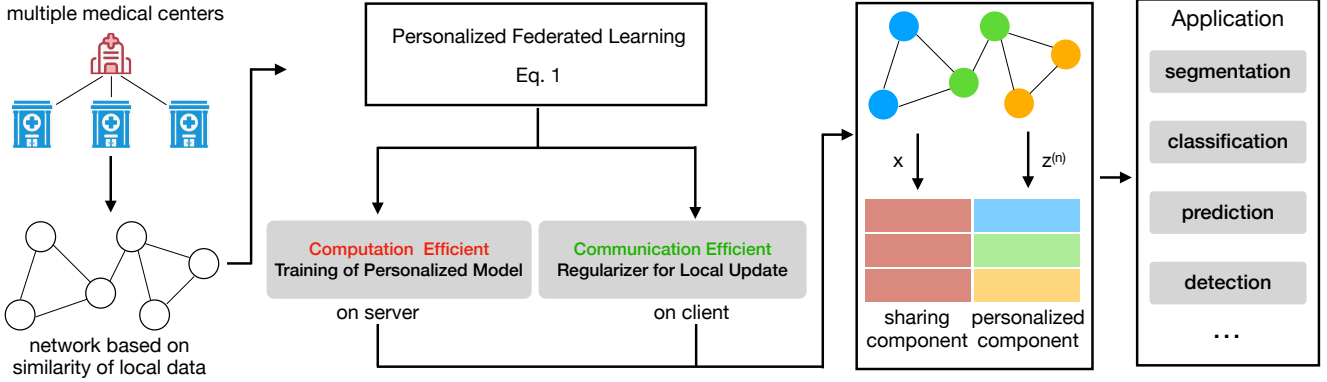 multiple medical centers
network based on
similarity of local data
Personalized Federated Learning
Eq. 1
Computation Efficient
Training of Personalized Model
on server
Communication Efficient
Regularizer for Local Update
on client
x
z(n)
sharing
component
personalized
component
Application
segmentation
classification
prediction
detection
...